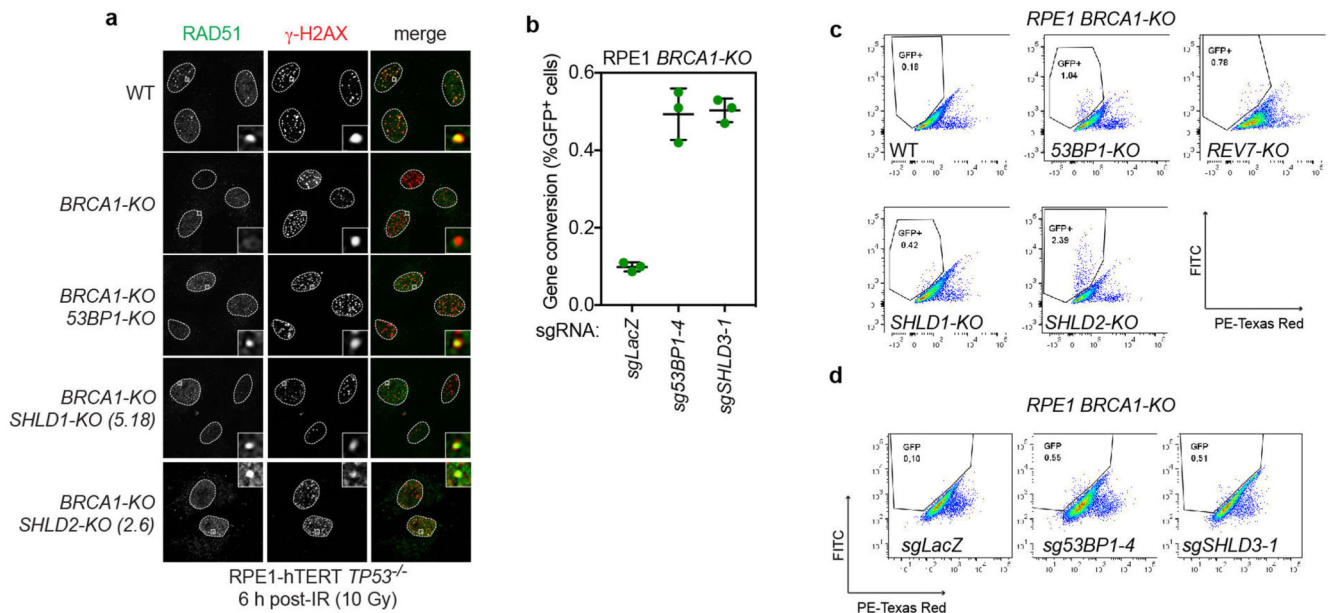 a
RAD51 γ-H2AX merge
WT
BRCA1-KO
BRCA1-KO
53BP1-KO
BRCA1-KO
SHLD1-KO (5.18)
BRCA1-KO
SHLD2-KO (2.6)
RPE1-hTERT TP53-/-
6 h post-IR (10 Gy)
b
RPE1 BRCA1-KO
Gene conversion (%GFP+ cells)
0.6
0.4
0.2
0.0
sgRNA:
sgLacZ
sg53BP1-4
sgSHLD3-1
c
RPE1 BRCA1-KO
GFP+
0.18
WT
GFP+
1.04
53BP1-KO
GFP+
0.78
REV7-KO
GFP+
0.42
SHLD1-KO
GFP+
2.39
SHLD2-KO
FITC
PE-Texas Red
d
RPE1 BRCA1-KO
GFP
0,10
sgLacZ
GFP
0.55
sg53BP1-4
GFP
0.51
sgSHLD3-1
FITC
PE-Texas Red